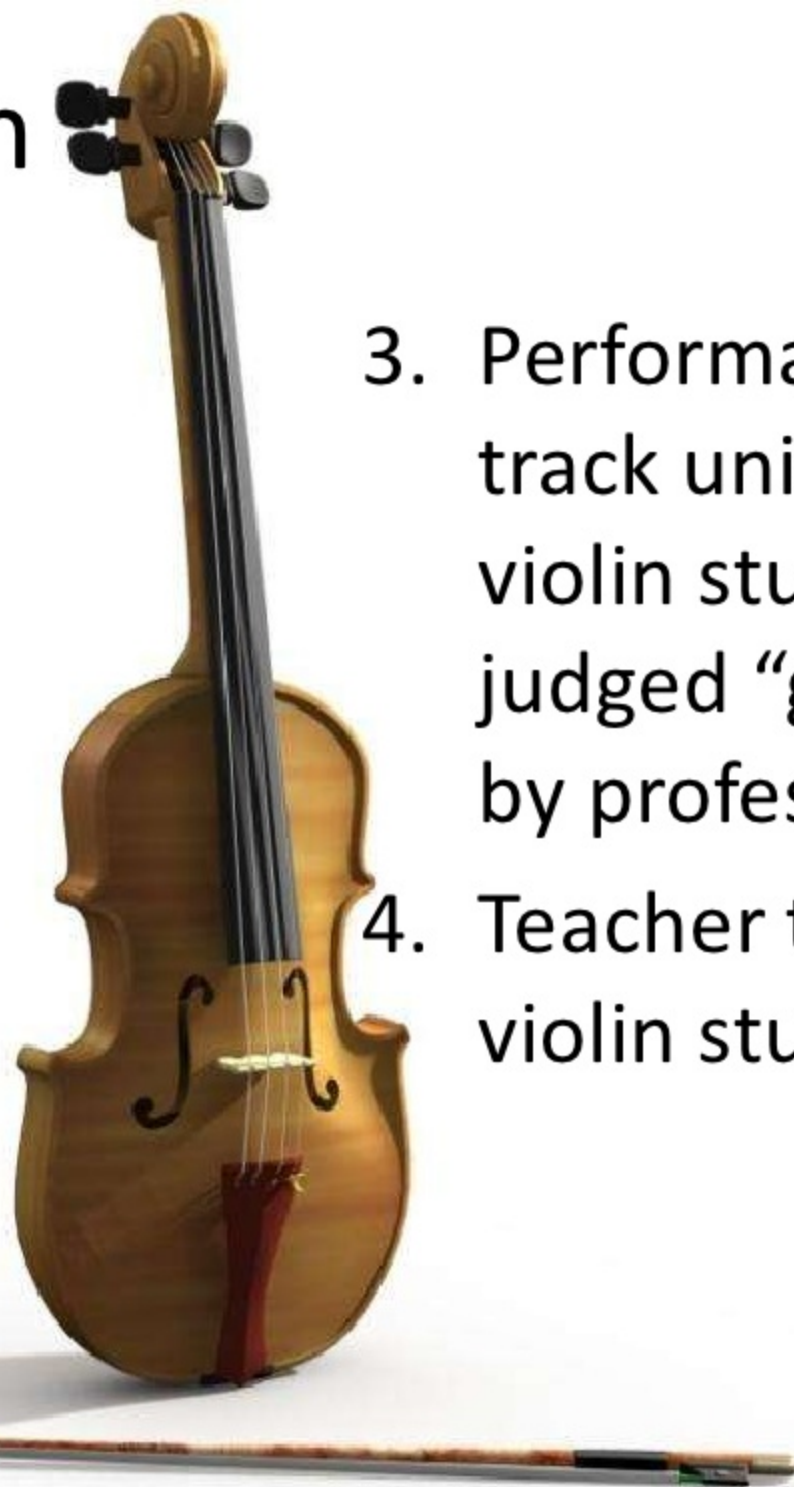 n
3. Performa
track uni
violin stu
judged “g
by profes
4. Teacher t
violin stu